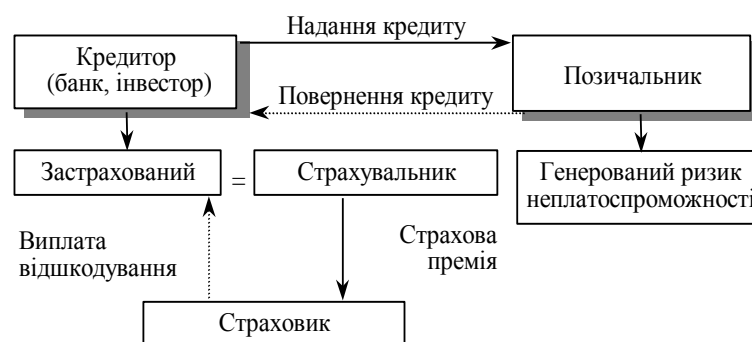 Надання кредиту
Кредитор
(банк, інвестор)
Позичальник
Повернення кредиту
Застрахований
=
Страхувальник
Генерований ризик
неплатоспроможності
Виплата
відшкодування
Страхова
премія
Страховик